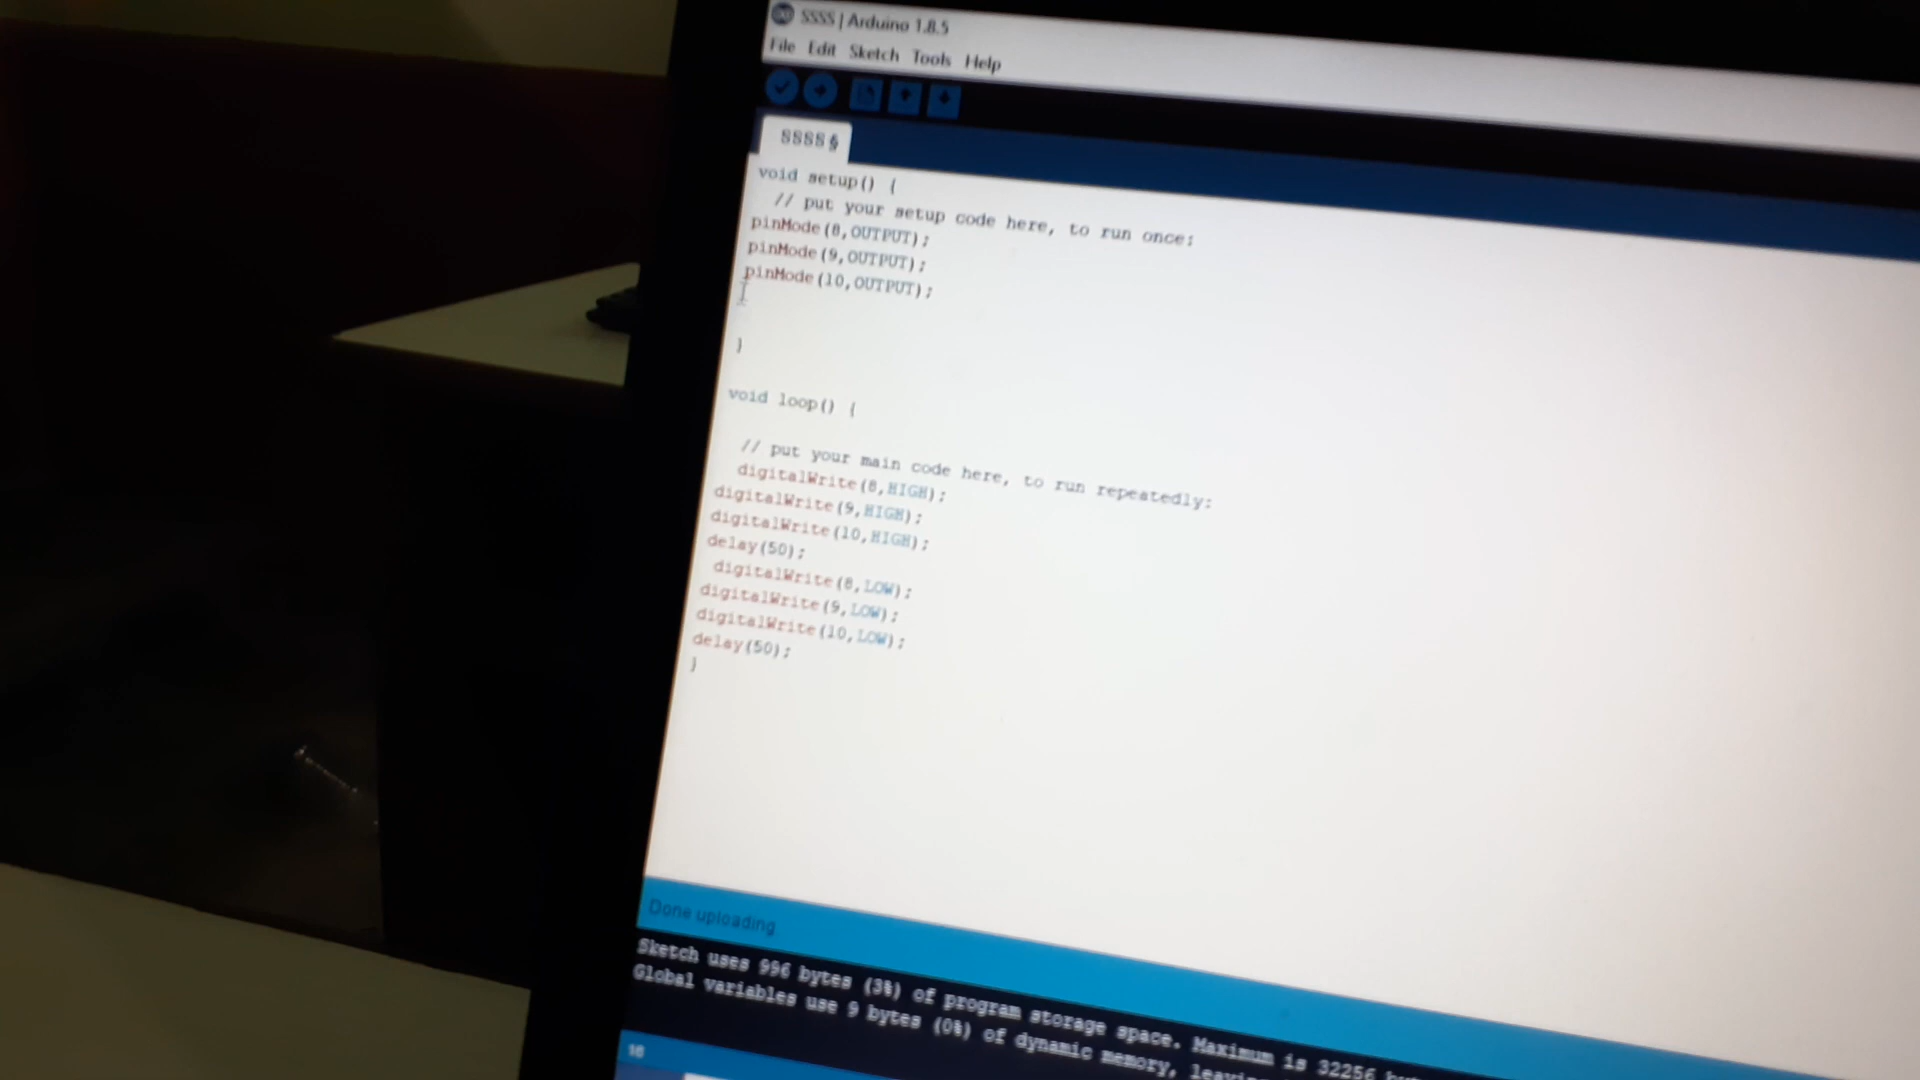 SSSS | Arduino 1.8.5
File Edit Sketch Tools Help
SSSS §
void setup() {
// put your setup code here, to run once:
pinMode(8,OUTPUT);
pinMode(9,OUTPUT);
pinMode(10,OUTPUT);
}
void loop() {
// put your main code here, to run repeatedly:
digitalWrite(8,HIGH);
digitalWrite(9,HIGH);
digitalWrite(10,HIGH);
delay(50);
digitalWrite(8,LOW);
digitalWrite(9,LOW);
digitalWrite(10,LOW);
delay(50);
}
Done uploading
Sketch uses 996 bytes (3%) of program storage space. Maximum is 32256
Global variables use 9 bytes (0%) of dynamic memory,